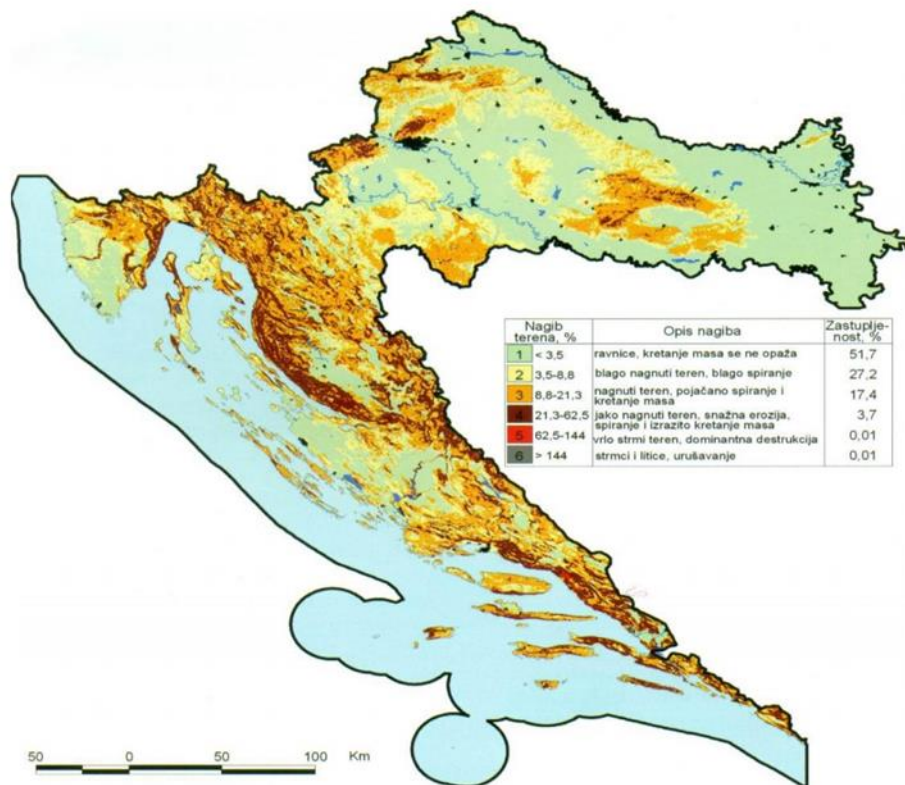 Nagib terena, % Opis nagiba Zastuplje-nost, %
1 < 3,5 ravnice, kretanje masa se ne opaža 51,7
2 3,5-8,8 blago nagnuti teren, blago spiranje 27,2
3 8,8-21,3 nagnuti teren, pojačano spiranje i kretanje masa 17,4
4 21,3-62,5 jako nagnuti teren, snažna erozija, spiranje i izrazito kretanje masa 3,7
5 62,5-144 vrlo strmi teren, dominantna destrukcija 0,01
6 > 144 strmci i litice, urušavanje 0,01
50 0 50 100 Km